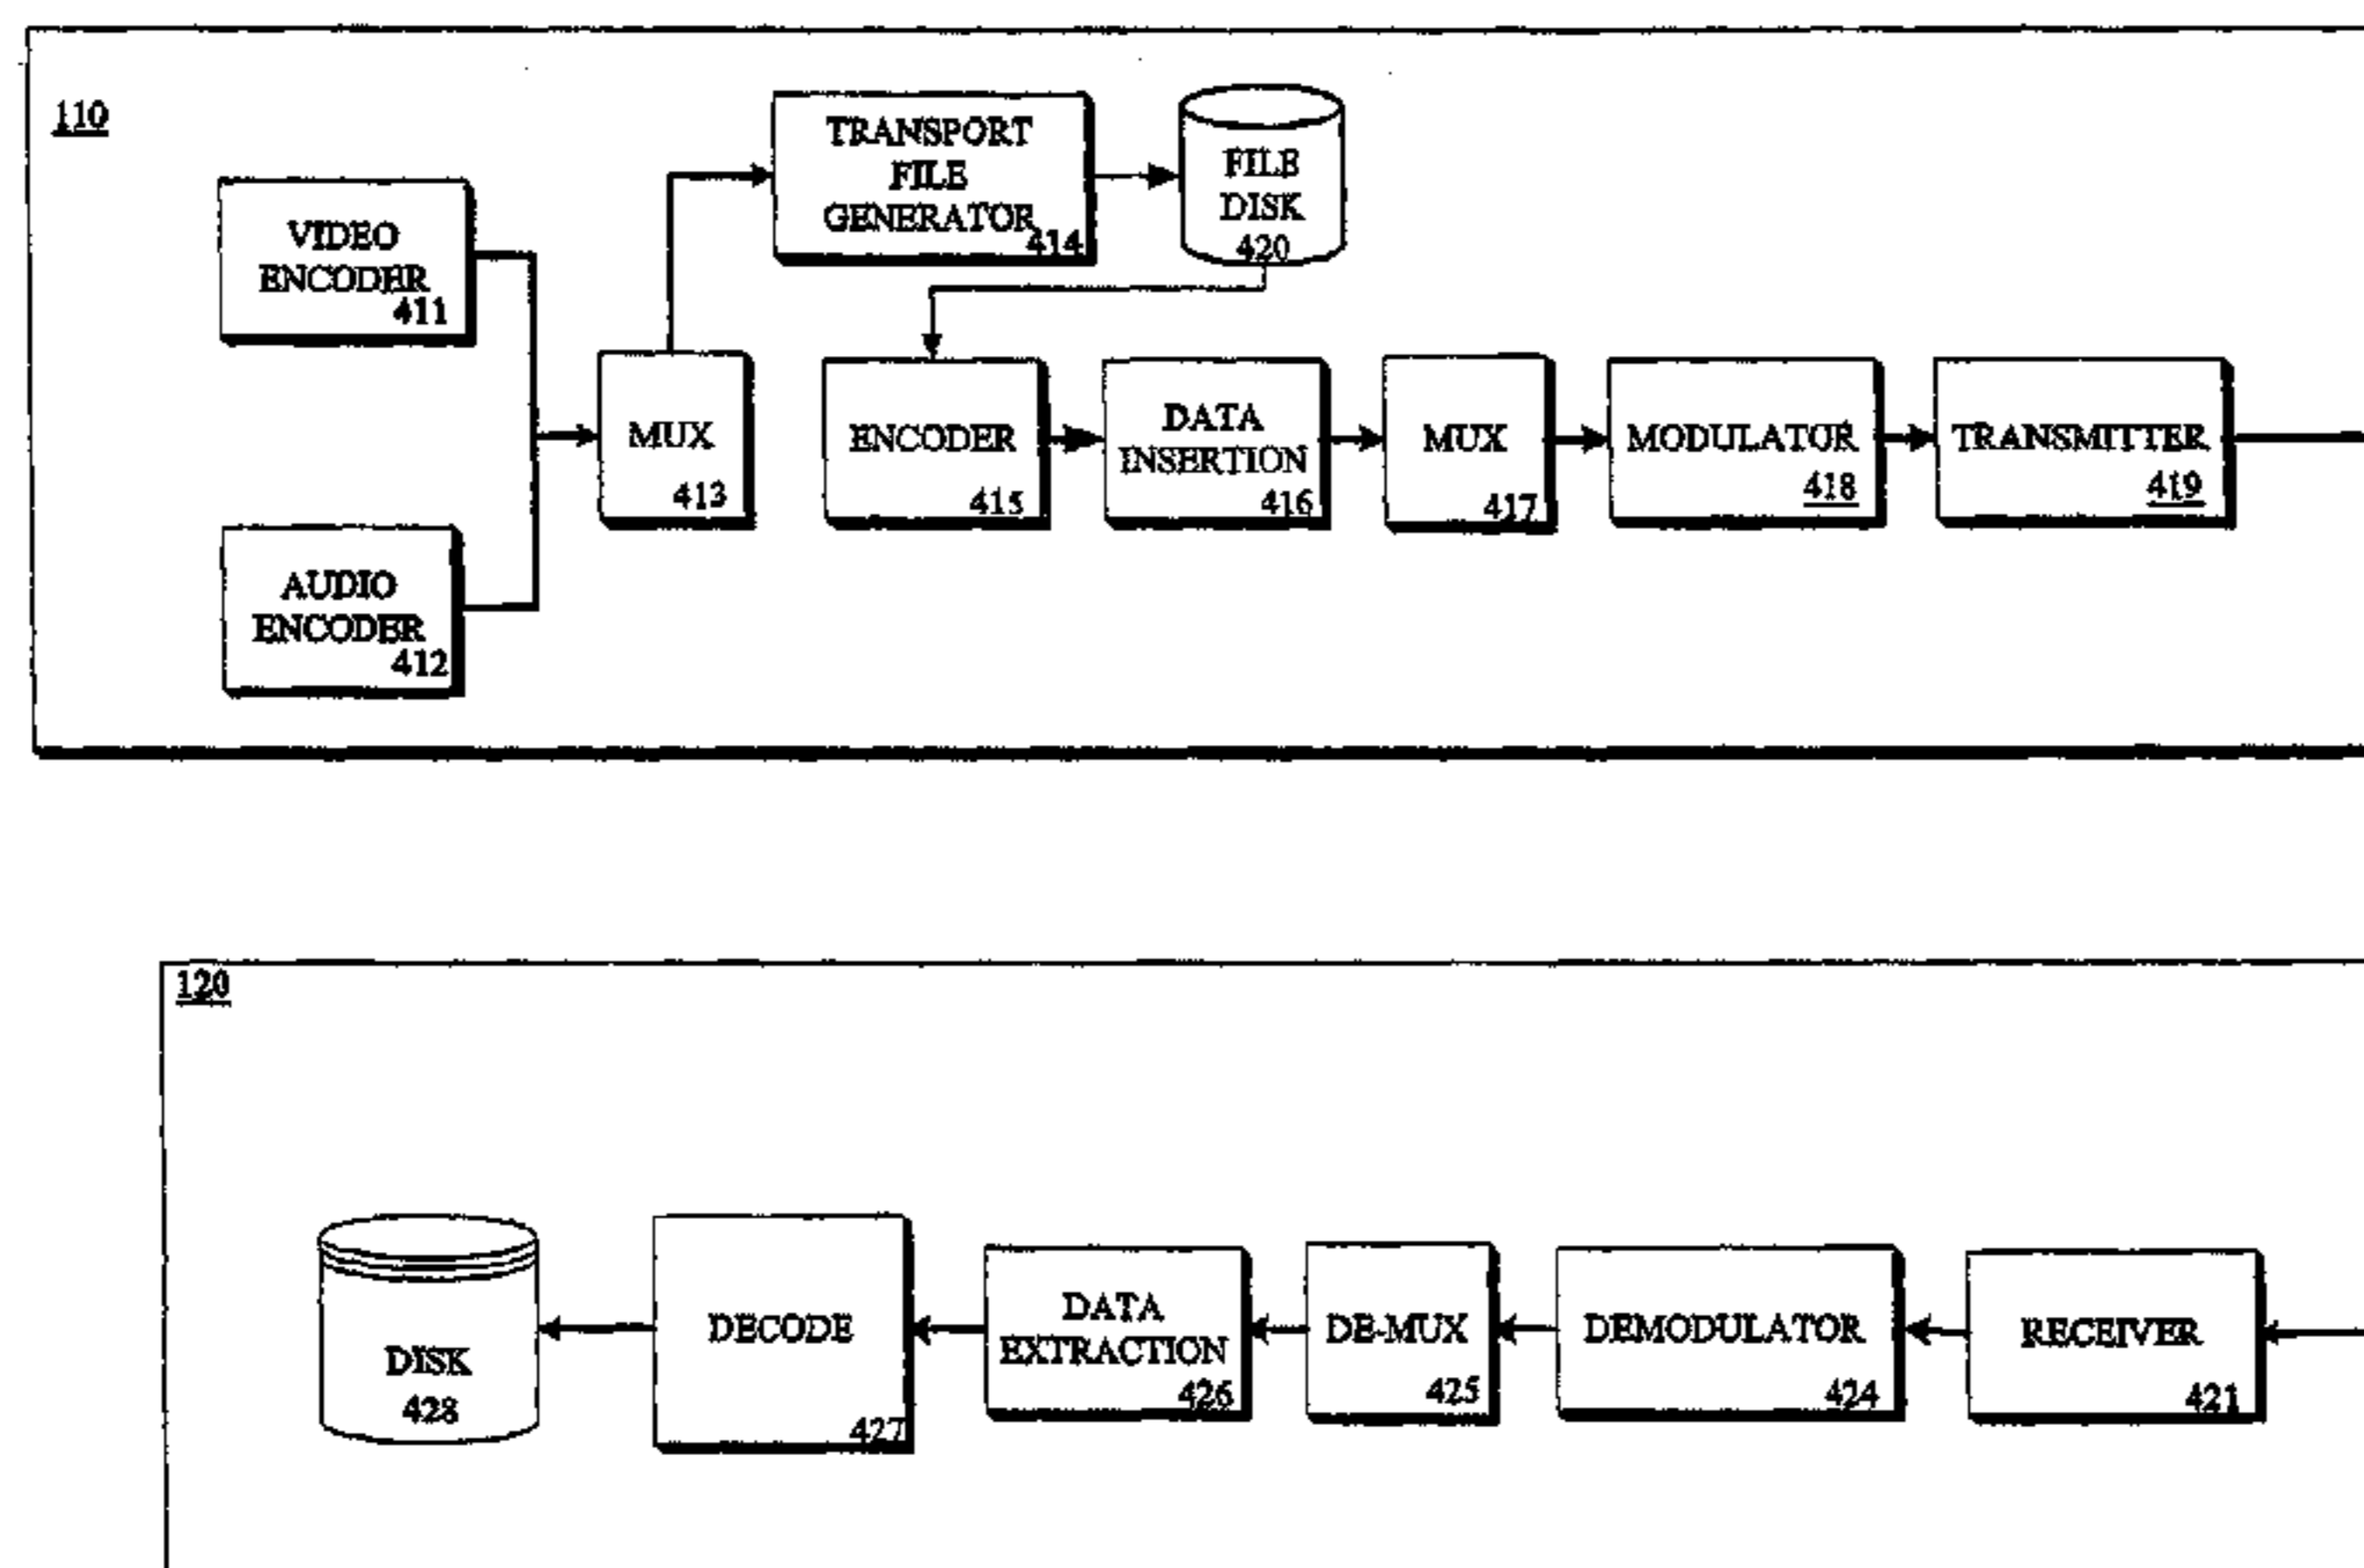 110
VIDEO
ENCODER
411
AUDIO
ENCODER
412
MUX
413
TRANSPORT
FILE
GENERATOR
414
FILE
DISK
420
ENCODER
415
DATA
INSERTION
416
MUX
417
MODULATOR
418
TRANSMITTER
419
120
DISK
428
DECODE
427
DATA
EXTRACTION
426
DE-MUX
425
DEMODULATOR
424
RECEIVER
421